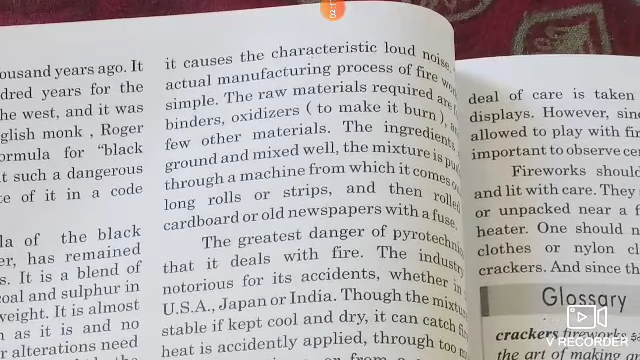 ousand years ago. It
dred years for the
he west, and it was
glish monk , Roger
ormula for "black
t such a dangerous
te of it in a code
la of the black
er, has remained
s. It is a blend of
coal and sulphur in
weight. It is almost
n as it is and no
r alterations need
it causes the characteristic loud noise.
actual manufacturing process of fire wo
simple. The raw materials required are
binders, oxidizers ( to make it burn ), a
few other materials. The ingredients
ground and mixed well, the mixture is pu
through a machine from which it comes o
long rolls or strips, and then rolled
cardboard or old newspapers with a fuse.
The greatest danger of pyrotechni
that it deals with fire. The industry
notorious for its accidents, whether in
U.S.A., Japan or India. Though the mixtu
stable if kept cool and dry, it can catch fi
heat is accidently applied, through too m
deal of care is taken
displays. However, sinc
allowed to play with fir
important to observe cer
Fireworks should
and lit with care. They
or unpacked near a f
heater. One should n
clothes or nylon cl
crackers. And since th
Glossary
crackers fireworks
the art of making or
V RECORDER